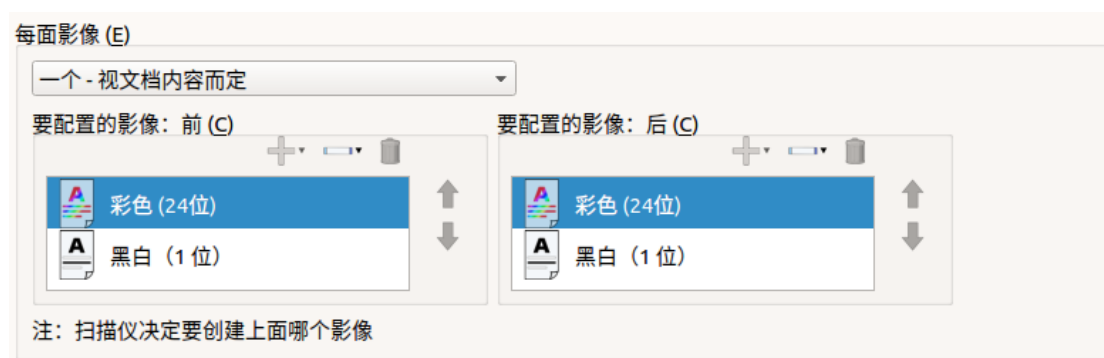 每面影像 (E)
一个 - 视文档内容而定
要配置的影像：前 (C)
要配置的影像：后 (C)
A 彩色 (24位)
A 黑白（1 位）
A 彩色 (24位)
A 黑白（1 位）
注：扫描仪决定要创建上面哪个影像